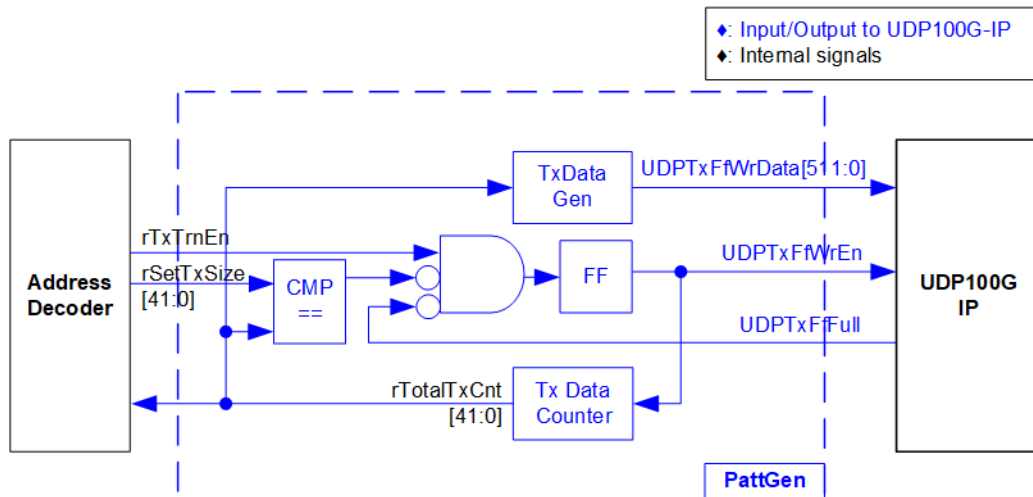 ♦: Input/Output to UDP100G-IP
♦: Internal signals
TxData
Gen
UDPTxFfWrData[511:0]
rTxTrnEn
rSetTxSize
[41:0]
Address
Decoder
CMP
==
FF
UDPTxFfWrEn
UDP100G
IP
UDPTxFfFull
rTotalTxCnt
[41:0]
Tx Data
Counter
PattGen